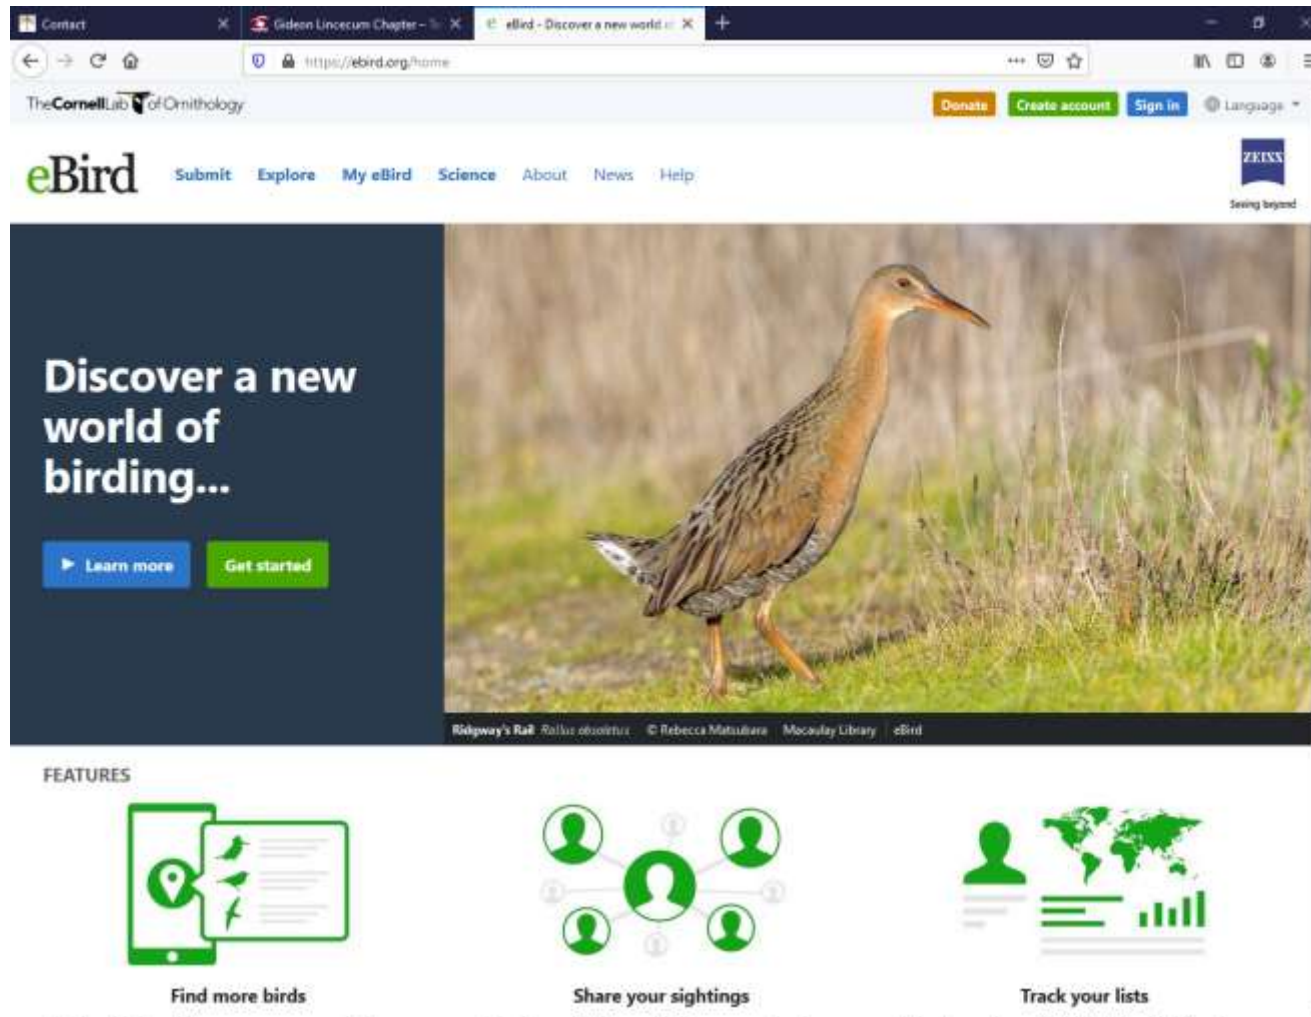 Contact
Gideon Lincecum Chapter –
eBird - Discover a new world
https://ebird.org/home
TheCornellLab of Ornithology
Donate
Create account
Sign in
Language
eBird
Submit
Explore
My eBird
Science
About
News
Help
ZEISS
Seeing beyond
Discover a new
world of
birding...
Learn more
Get started
Ridgway's Rail Rallus obsoletus © Rebecca Matsubara Macaulay Library eBird
FEATURES
Find more birds
Share your sightings
Track your lists